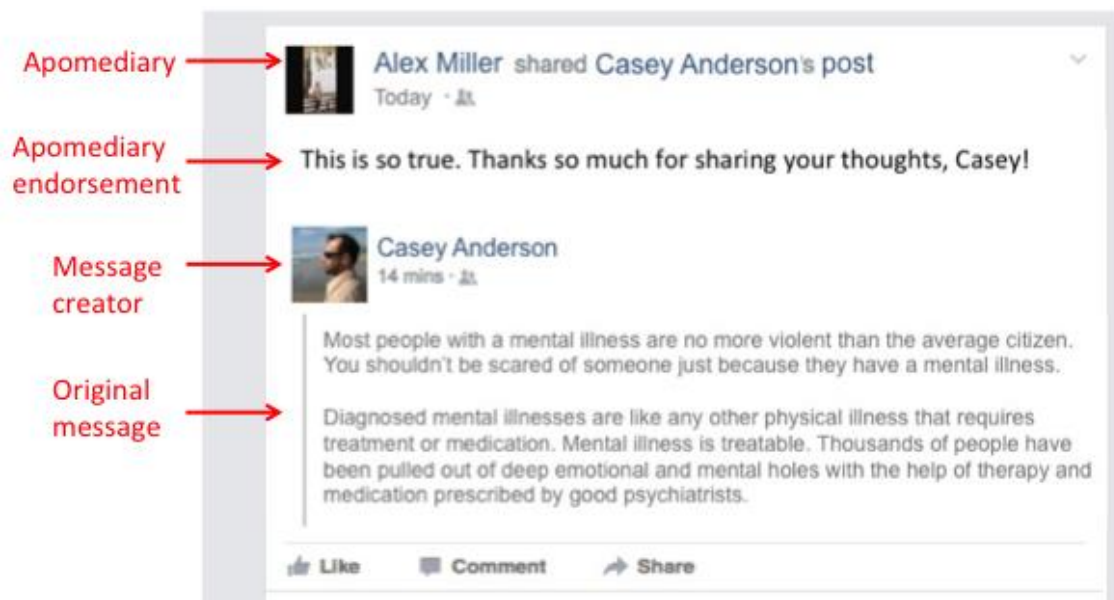 Apomediary
Alex Miller shared Casey Anderson's post
Today
Apomediary
endorsement
This is so true. Thanks so much for sharing your thoughts, Casey!
Message
creator
Casey Anderson
14 mins
Original
message
Most people with a mental illness are no more violent than the average citizen.
You shouldn't be scared of someone just because they have a mental illness.
Diagnosed mental illnesses are like any other physical illness that requires
treatment or medication. Mental illness is treatable. Thousands of people have
been pulled out of deep emotional and mental holes with the help of therapy and
medication prescribed by good psychiatrists.
Like Comment Share